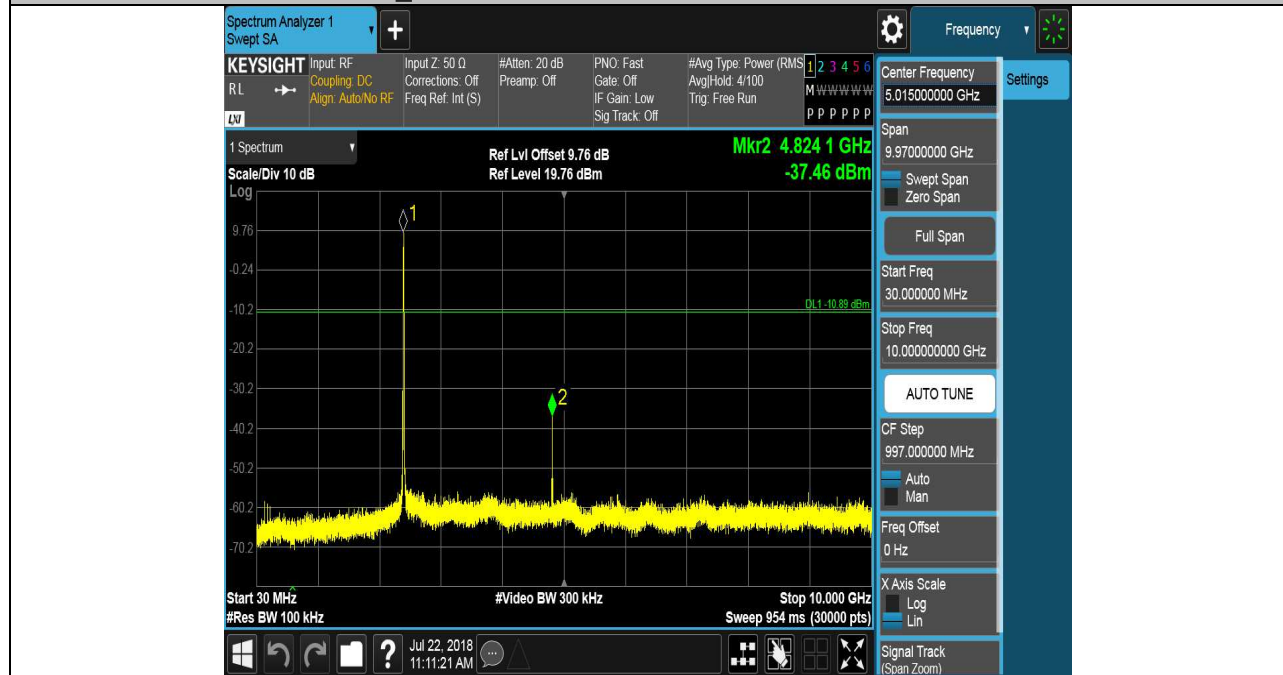 Spectrum Analyzer 1
Swept SA
+
Frequency
KEYSIGHT
RL
LXI
Input: RF
Coupling: DC
Align: Auto/No RF
Input Z: 50 Ω
Corrections: Off
Freq Ref: Int (S)
#Atten: 20 dB
Preamp: Off
PNO: Fast
Gate: Off
IF Gain: Low
Sig Track: Off
#Avg Type: Power (RMS
Avg|Hold: 4/100
Trig: Free Run
1 2 3 4 5 6
M W W W W W
P P P P P P
Center Frequency
5.015000000 GHz
Settings
1 Spectrum
Scale/Div 10 dB
Ref Lvl Offset 9.76 dB
Ref Level 19.76 dBm
Mkr2 4.824 1 GHz
-37.46 dBm
Log
9.76
-0.24
-10.2
-20.2
-30.2
-40.2
-50.2
-60.2
-70.2
1
2
DL1 -10.89 dBm
Start 30 MHz
#Res BW 100 kHz
#Video BW 300 kHz
Stop 10.000 GHz
Sweep 954 ms (30000 pts)
Span
9.97000000 GHz
Swept Span
Zero Span
Full Span
Start Freq
30.000000 MHz
Stop Freq
10.000000000 GHz
AUTO TUNE
CF Step
997.000000 MHz
Auto
Man
Freq Offset
0 Hz
X Axis Scale
Log
Lin
Signal Track
(Span Zoom)
?
Jul 22, 2018
11:11:21 AM